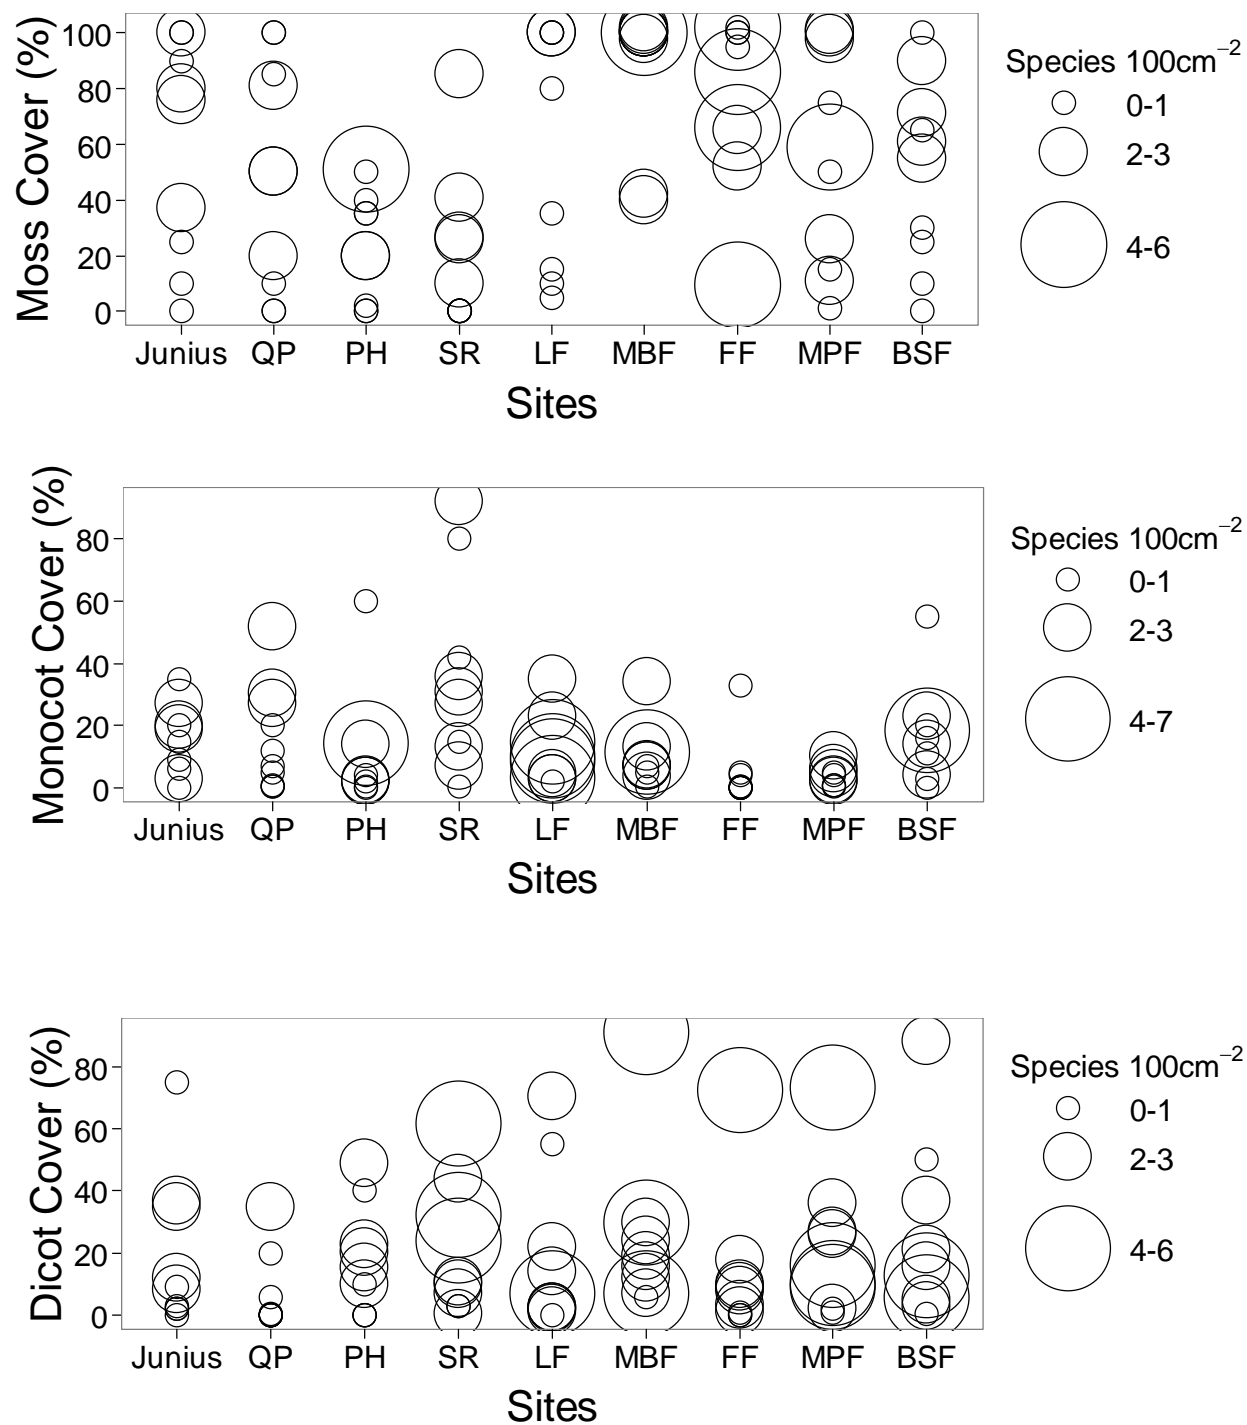 Moss Cover (%)
100
80
60
40
20
0
Junius QP PH SR LF MBF FF MPF BSF
Sites
Species 100cm⁻²
0-1
2-3
4-6
Monocot Cover (%)
80
60
40
20
0
Junius QP PH SR LF MBF FF MPF BSF
Sites
Species 100cm⁻²
0-1
2-3
4-7
Dicot Cover (%)
80
60
40
20
0
Junius QP PH SR LF MBF FF MPF BSF
Sites
Species 100cm⁻²
0-1
2-3
4-6